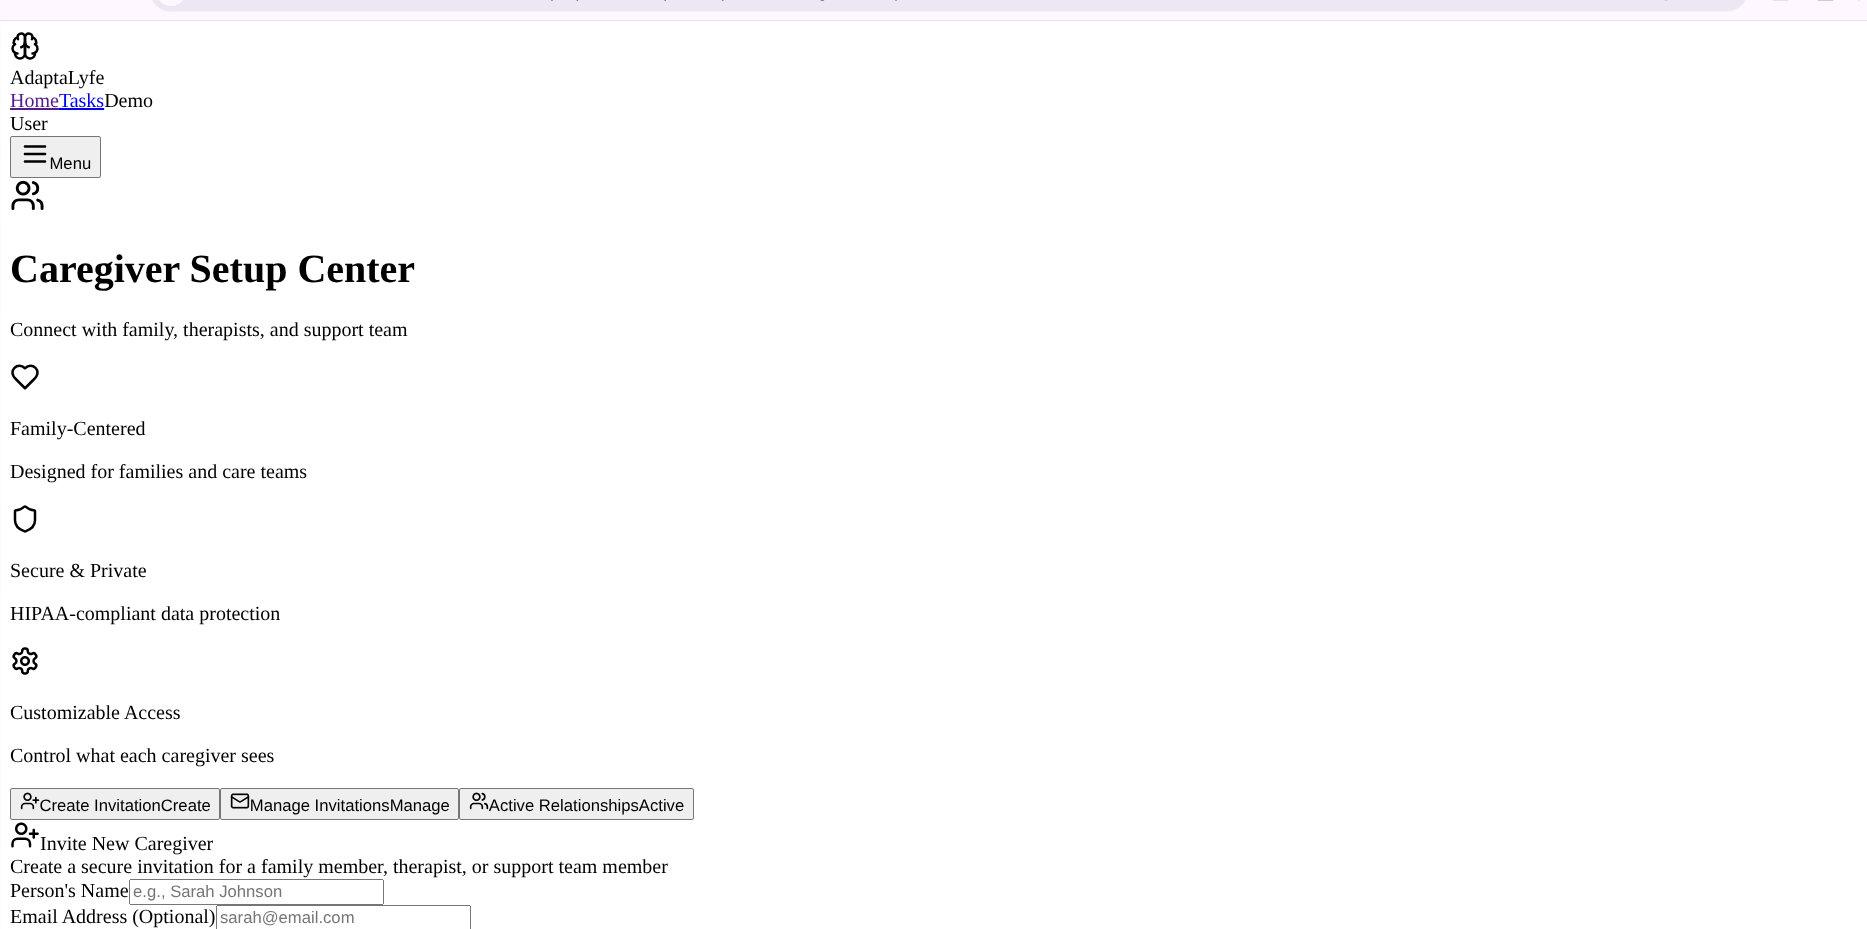 AdaptaLyfe
HomeTasksDemo
User
Menu
Caregiver Setup Center
Connect with family, therapists, and support team
Family-Centered
Designed for families and care teams
Secure & Private
HIPAA-compliant data protection
Customizable Access
Control what each caregiver sees
Create InvitationCreate Manage InvitationsManage Active RelationshipsActive
Invite New Caregiver
Create a secure invitation for a family member, therapist, or support team member
Person's Name e.g., Sarah Johnson
Email Address (Optional) sarah@email.com